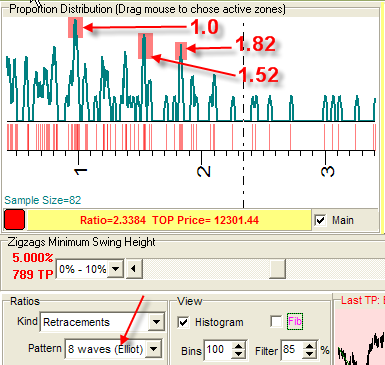 Proportion Distribution (Drag mouse to chose active zones)
1.0
1.82
1.52
1
2
3
Sample Size=82
Ratio=2.3384 TOP Price= 12301.44
Main
Zigzags Minimum Swing Height
5.000%
789 TP
0% - 10%
Ratios
Kind
Retracements
Pattern
8 waves (Elliot)
View
Histogram
Fib
Bins
100
Filter
85
%
Last TP: